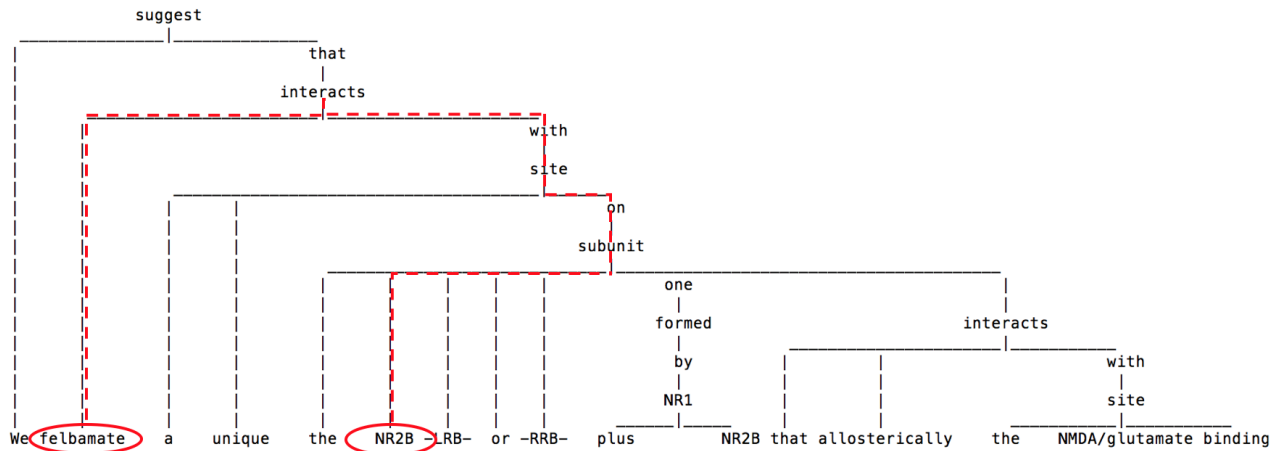 suggest
that
interacts
with
site
on
subunit
one
formed interacts
by with
NR1 site
We felbamate a unique the NR2B -LRB- or -RRB- plus NR2B that allosterically the NMDA/glutamate binding